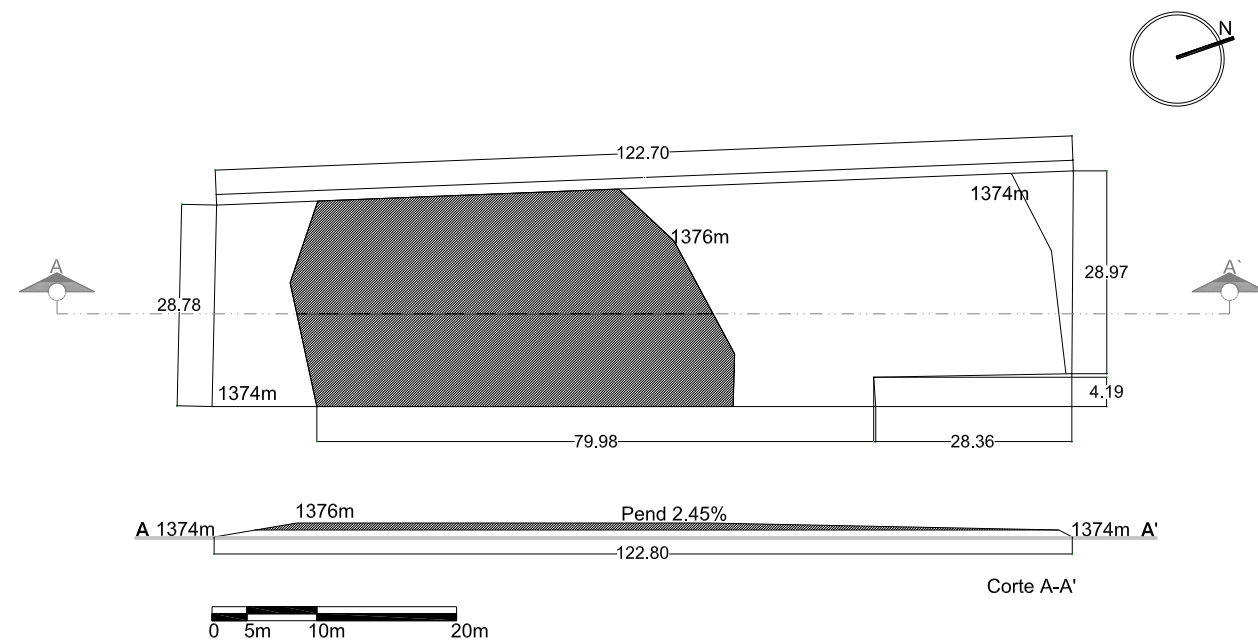 N
122.70
1374m
1376m
A
A`
28.97
28.78
1374m
4.19
79.98
28.36
1376m
Pend 2.45%
A 1374m
1374m A'
122.80
Corte A-A'
0 5m 10m 20m